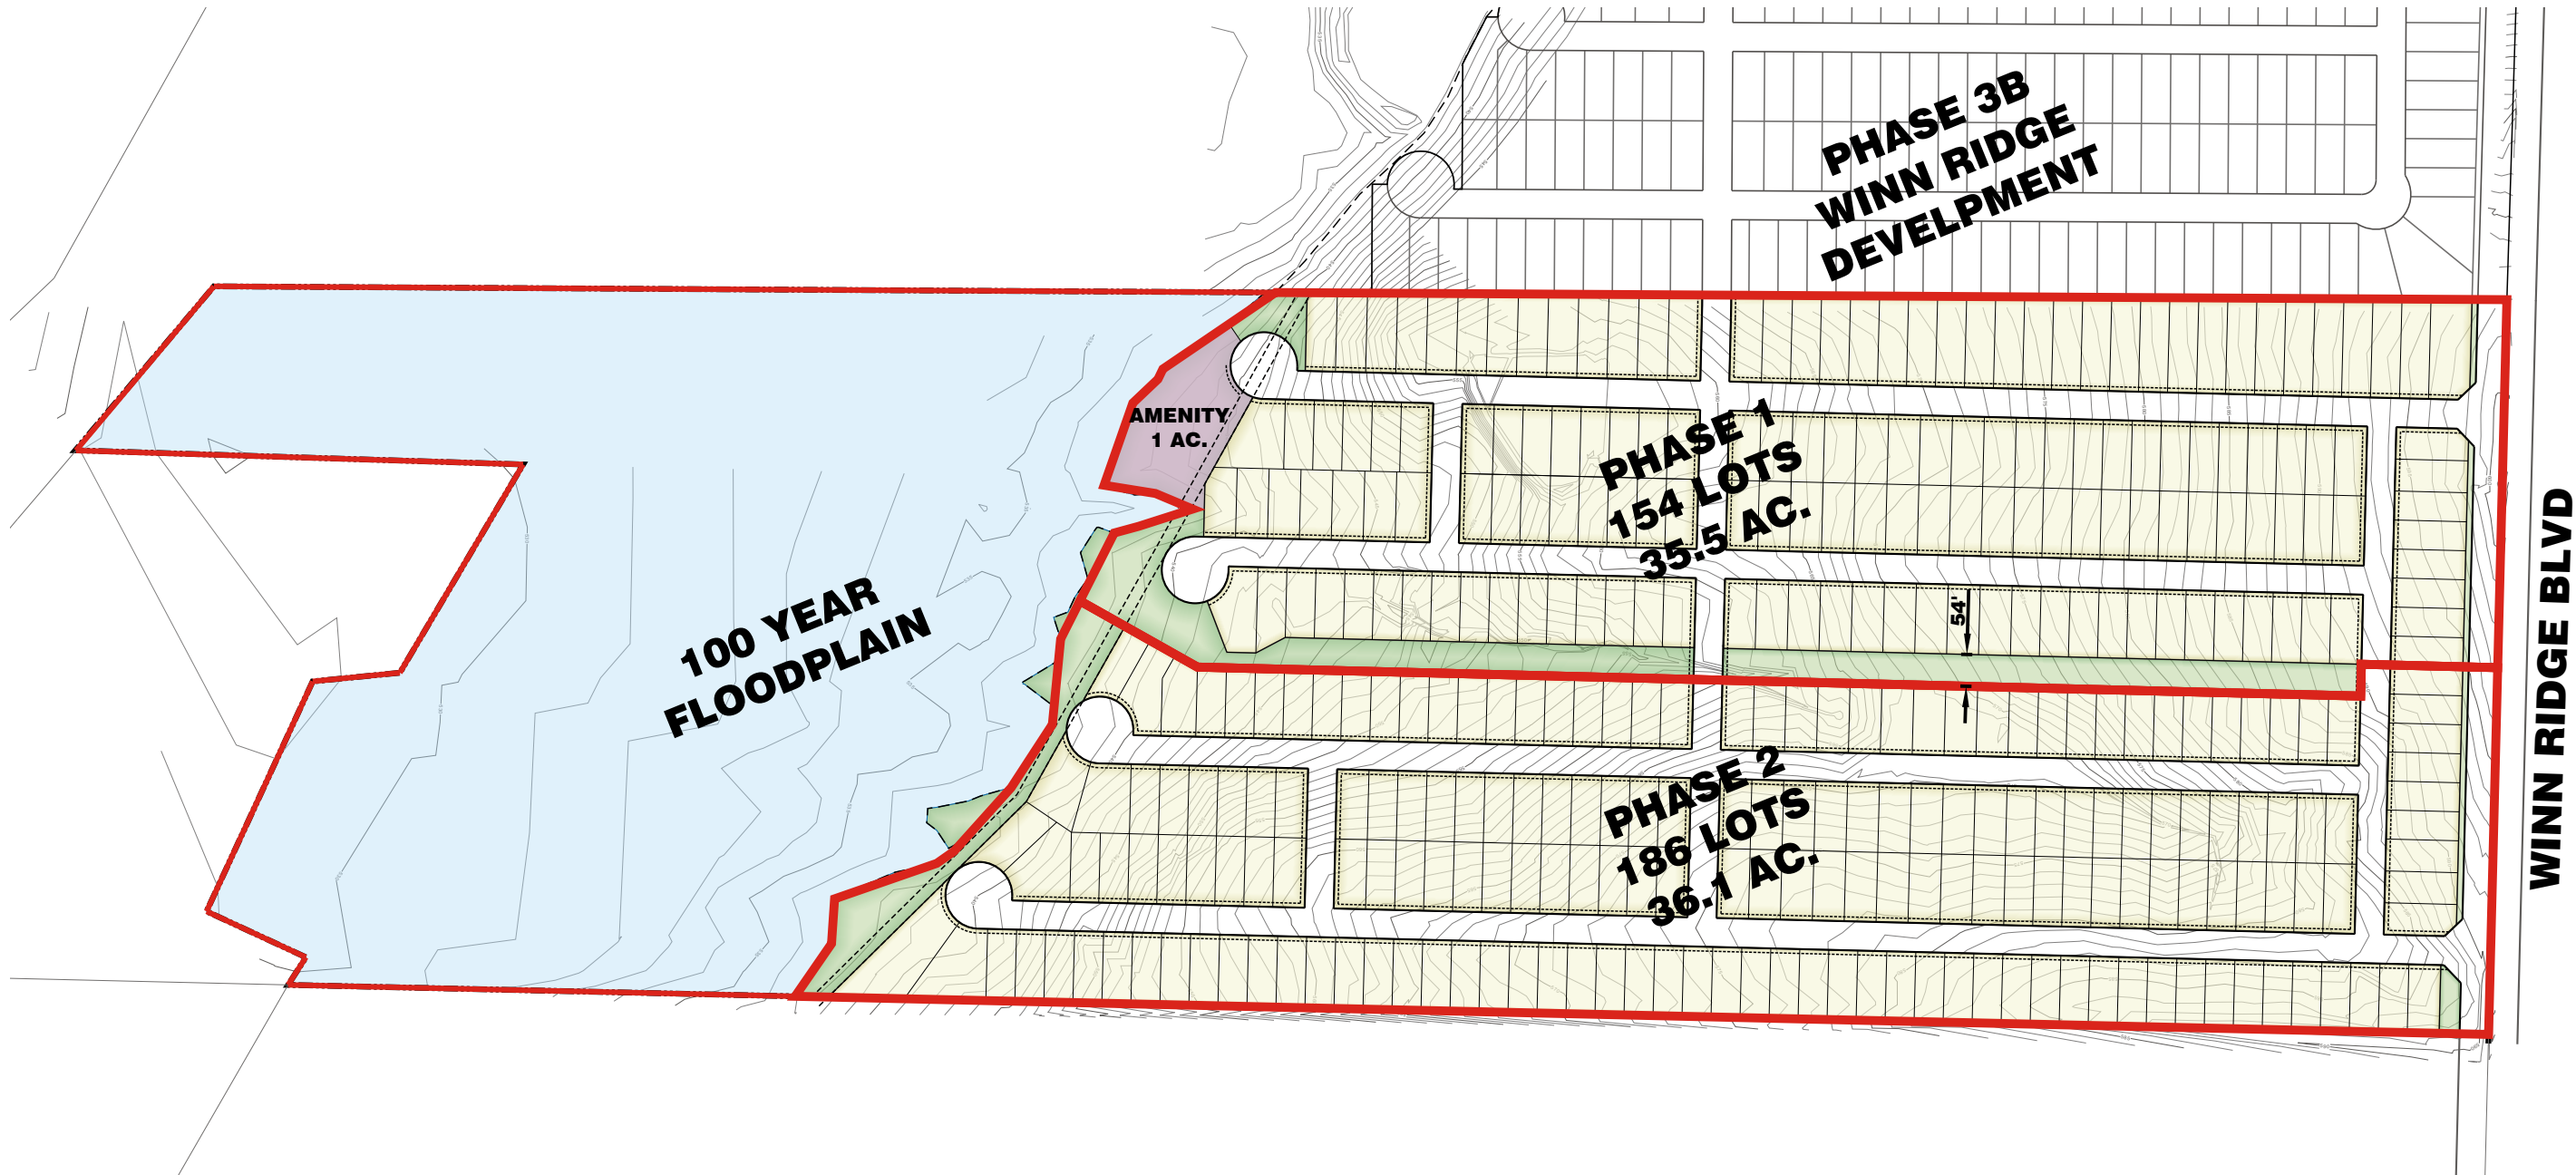 PHASE 3B
WINN RIDGE
DEVELPMENT
AMENITY
1 AC.
PHASE 1
154 LOTS
35.5 AC.
54'
100 YEAR
FLOODPLAIN
PHASE 2
186 LOTS
36.1 AC.
WINN RIDGE BLVD